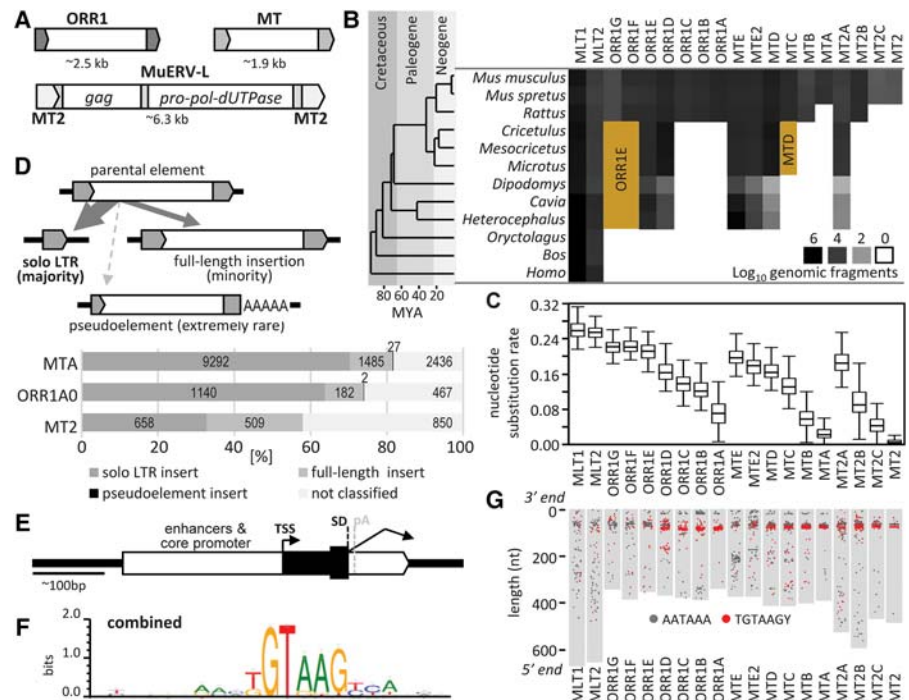 A
ORR1
MT
~2.5 kb
~1.9 kb
MuERV-L
gag
pro-pol-dUTPase
MT2
~6.3 kb
MT2
B
Cretaceous
Paleogene
Neogene
MLT1
MLT2
ORR1G
ORR1F
ORR1E
ORR1D
ORR1C
ORR1B
ORR1A
MTE
MTE2
MTD
MTC
MTB
MTA
MT2A
MT2B
MT2C
MT2
Mus musculus
Mus spretus
Rattus
Cricetulus
Mesocricetus
Microtus
Dipodomys
Cavia
Heterocephalus
Oryctolagus
Bos
Homo
ORR1E
MTD
80 60 40 20
MYA
6 4 2 0
Log10 genomic fragments
C
nucleotide
substitution rate
0.32
0.24
0.16
0.08
0.00
MLT1
MLT2
ORR1G
ORR1F
ORR1E
ORR1D
ORR1C
ORR1B
ORR1A
MTE
MTE2
MTD
MTC
MTB
MTA
MT2A
MT2B
MT2C
MT2
D
parental element
solo LTR
(majority)
full-length insertion
(minority)
AAAAA
pseudoelement (extremely rare)
27
MTA 9292 1485 2436
2
ORR1A0 1140 182 467
MT2 658 509 850
0 20 40 60 80 100
[%]
solo LTR insert
full-length insert
pseudoelement insert
not classified
E
enhancers &
core promoter
TSS
SD
pA
~100bp
F
combined
bits
2.0
1.0
0.0
GT AAG
G
3' end
0
200
400
600
5' end
length (nt)
AATAAA
TGTAAGY
MLT1
MLT2
ORR1G
ORR1F
ORR1E
ORR1D
ORR1C
ORR1B
ORR1A
MTE
MTE2
MTD
MTC
MTB
MTA
MT2A
MT2B
MT2C
MT2